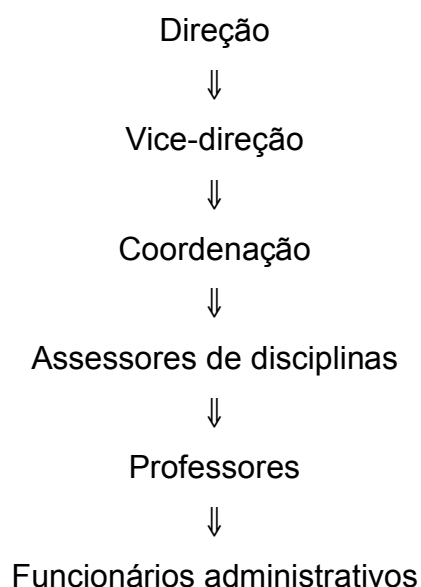 Direção
⇓
Vice-direção
⇓
Coordenação
⇓
Assessores de disciplinas
⇓
Professores
⇓
Funcionários administrativos